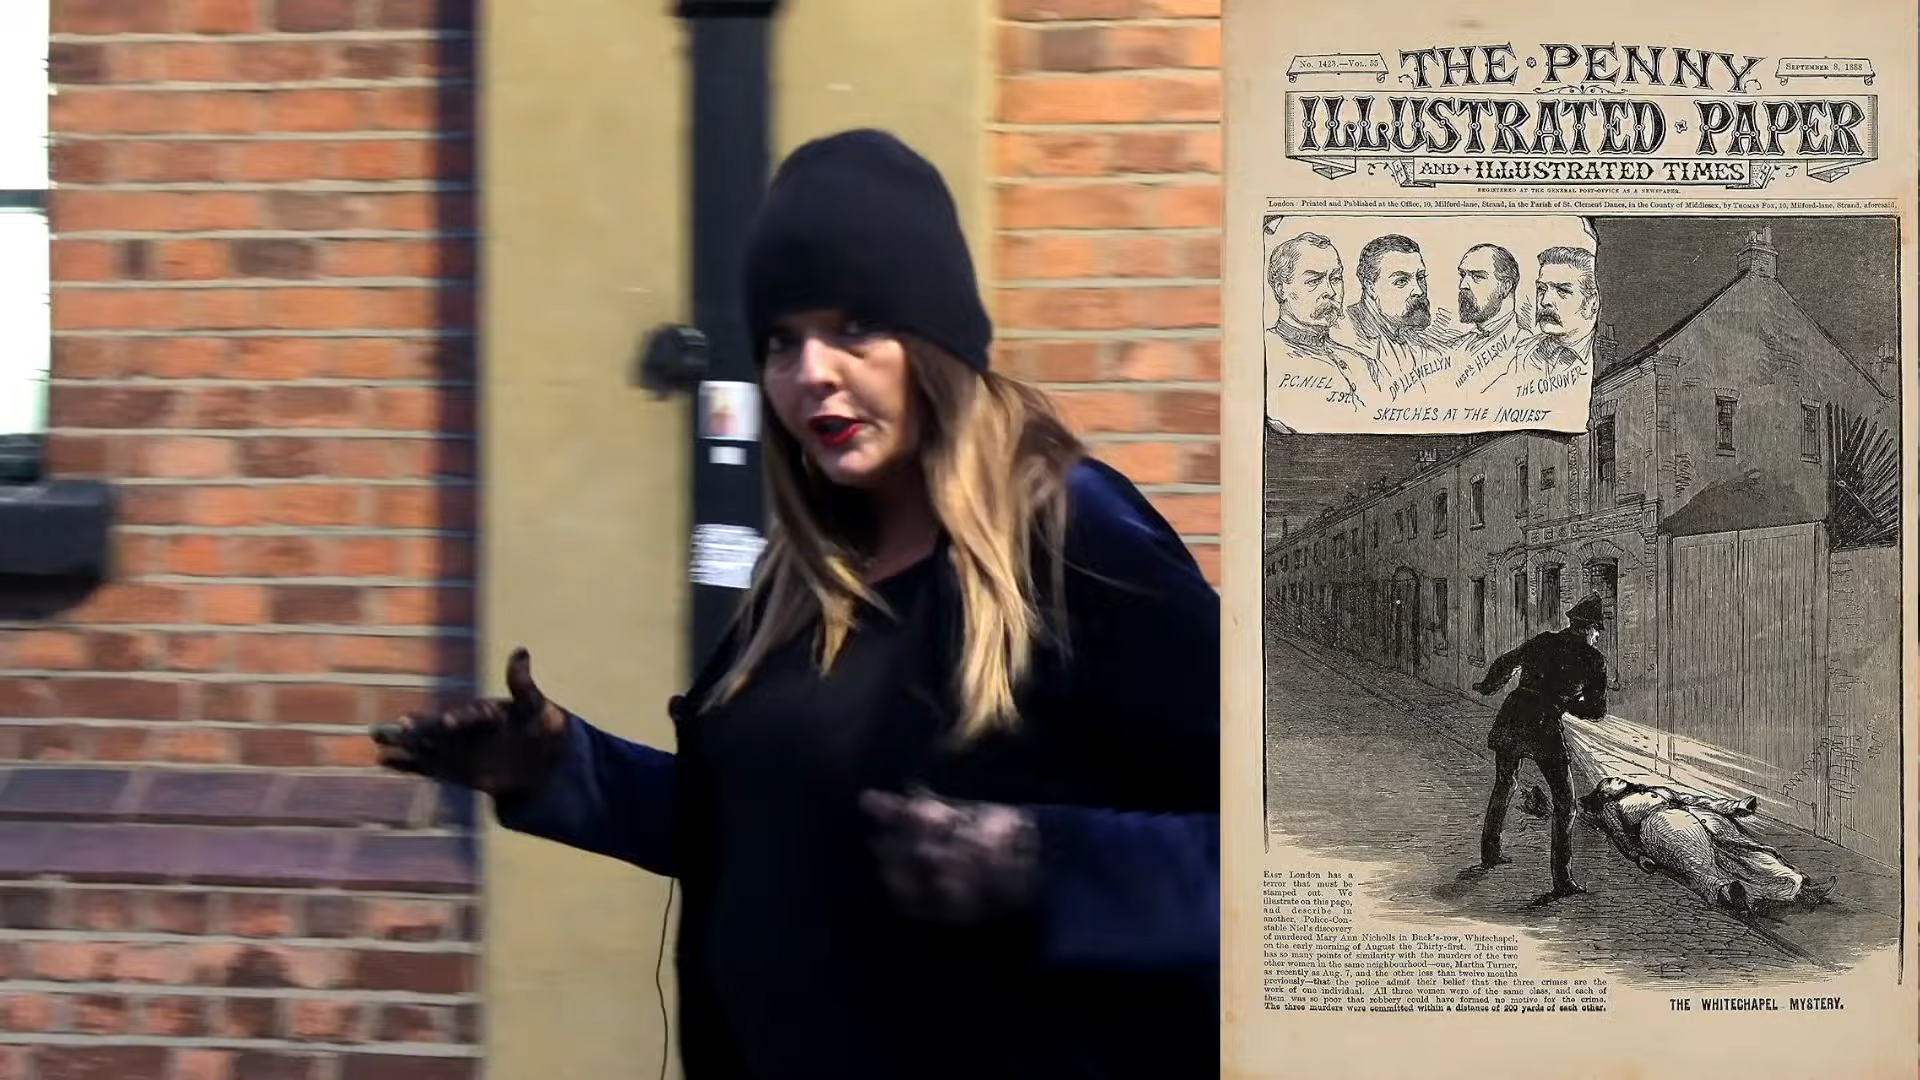 No. 1423.—Vol. 55
THE PENNY
September 8, 1888
ILLUSTRATED PAPER
AND ILLUSTRATED TIMES
REGISTERED AT THE GENERAL POST-OFFICE AS A NEWSPAPER.
London: Printed and Published at the Office, 10, Milford-lane, Strand, in the Parish of St. Clement Danes, in the County of Middlesex, by THOMAS FOX, 10, Milford-lane, Strand, aforesaid.
P.C. NIEL
J. 97.
DR LLEWELLYN
INSPR HELSON
THE CORONER
SKETCHES AT THE INQUEST
EAST London has a
terror that must be
stamped out. We
illustrate on this page,
and describe in
another, Police-Con-
stable Niel's discovery
of murdered Mary Ann Nicholls in Buck's-row, Whitechapel,
on the early morning of August the Thirty-first. This crime
has so many points of similarity with the murders of the two
other women in the same neighbourhood—one, Martha Turner,
as recently as Aug. 7, and the other less than twelve months
previously—that the police admit their belief that the three crimes are the
work of one individual. All three women were of the same class, and each of
them was so poor that robbery could have formed no motive for the crime.
The three murders were committed within a distance of 200 yards of each other.
THE WHITECHAPEL MYSTERY.